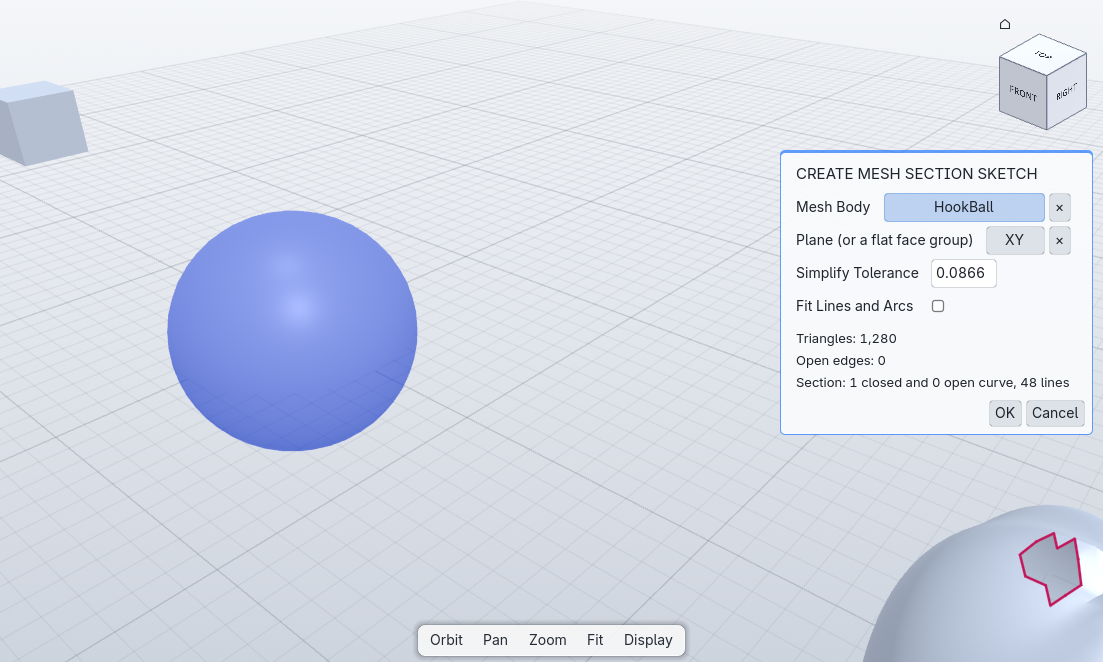 TOP
FRONT
RIGHT
CREATE MESH SECTION SKETCH
Mesh Body HookBall ×
Plane (or a flat face group) XY ×
Simplify Tolerance 0.0866
Fit Lines and Arcs
Triangles: 1,280
Open edges: 0
Section: 1 closed and 0 open curve, 48 lines
OK Cancel
Orbit Pan Zoom Fit Display